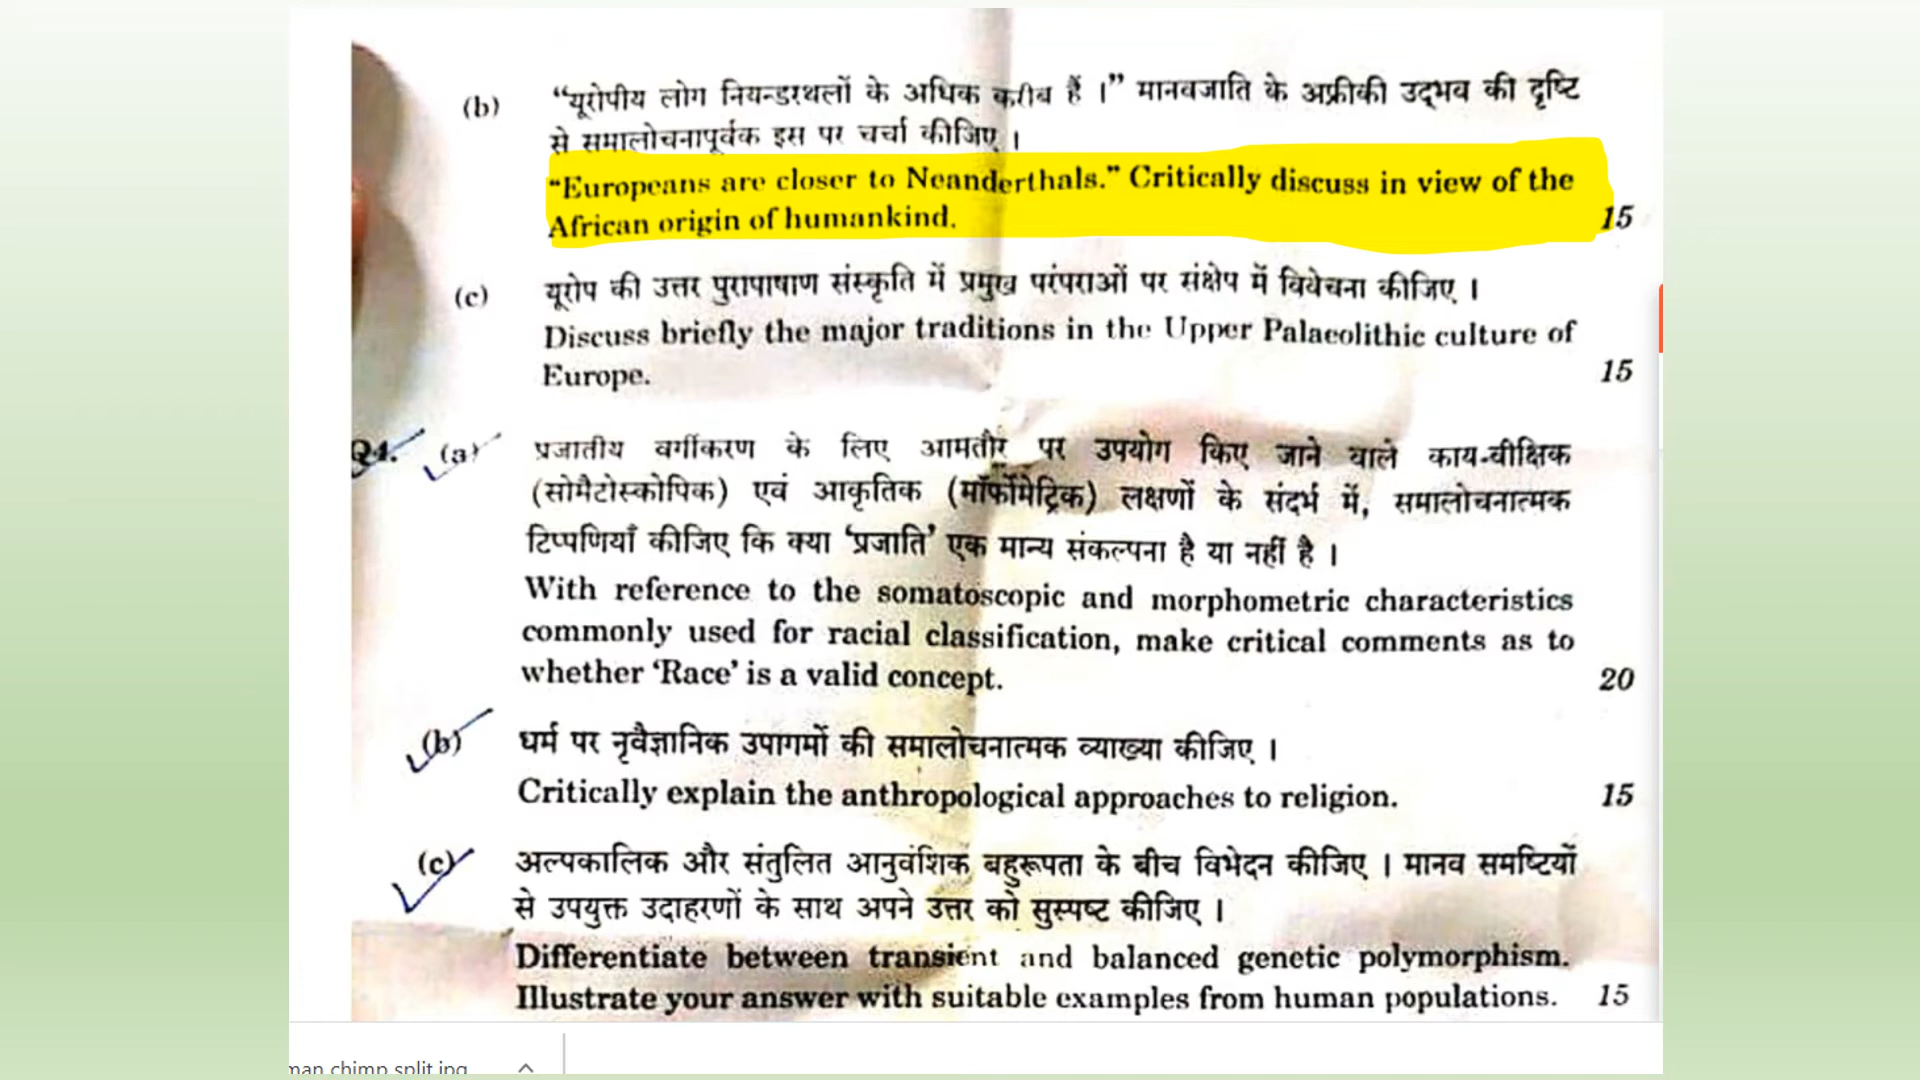 (b) “यूरोपीय लोग नियन्डरथलों के अधिक करीब हैं ।” मानवजाति के अफ्रीकी उद्‌भव की दृष्टि
से समालोचनापूर्वक इस पर चर्चा कीजिए ।
“Europeans are closer to Neanderthals.” Critically discuss in view of the
African origin of humankind. 15
(c) यूरोप की उत्तर पुरापाषाण संस्कृति में प्रमुख परंपराओं पर संक्षेप में विवेचना कीजिए ।
Discuss briefly the major traditions in the Upper Palaeolithic culture of
Europe. 15
Q4. (a) प्रजातीय वर्गीकरण के लिए आमतौर पर उपयोग किए जाने वाले काय-वीक्षिक
(सोमैटोस्कोपिक) एवं आकृतिक (मॉर्फोमेट्रिक) लक्षणों के संदर्भ में, समालोचनात्मक
टिप्पणियाँ कीजिए कि क्या ‘प्रजाति’ एक मान्य संकल्पना है या नहीं है ।
With reference to the somatoscopic and morphometric characteristics
commonly used for racial classification, make critical comments as to
whether ‘Race’ is a valid concept. 20
(b) धर्म पर नृवैज्ञानिक उपागमों की समालोचनात्मक व्याख्या कीजिए ।
Critically explain the anthropological approaches to religion. 15
(c) अल्पकालिक और संतुलित आनुवंशिक बहुरूपता के बीच विभेदन कीजिए । मानव समष्टियों
से उपयुक्त उदाहरणों के साथ अपने उत्तर को सुस्पष्ट कीजिए ।
Differentiate between transient and balanced genetic polymorphism.
Illustrate your answer with suitable examples from human populations. 15
man chimp split.jpg